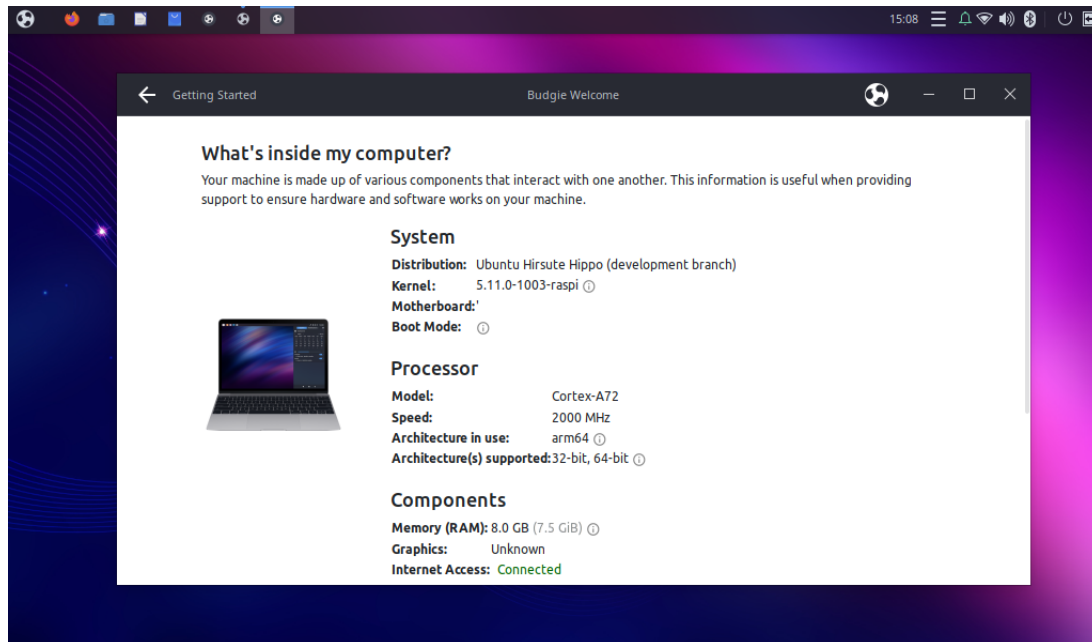 15:08
Getting Started
Budgie Welcome
What's inside my computer?
Your machine is made up of various components that interact with one another. This information is useful when providing
support to ensure hardware and software works on your machine.
System
Distribution: Ubuntu Hirsute Hippo (development branch)
Kernel: 5.11.0-1003-raspi
Motherboard:'
Boot Mode:
Processor
Model: Cortex-A72
Speed: 2000 MHz
Architecture in use: arm64
Architecture(s) supported:32-bit, 64-bit
Components
Memory (RAM): 8.0 GB (7.5 GiB)
Graphics: Unknown
Internet Access: Connected